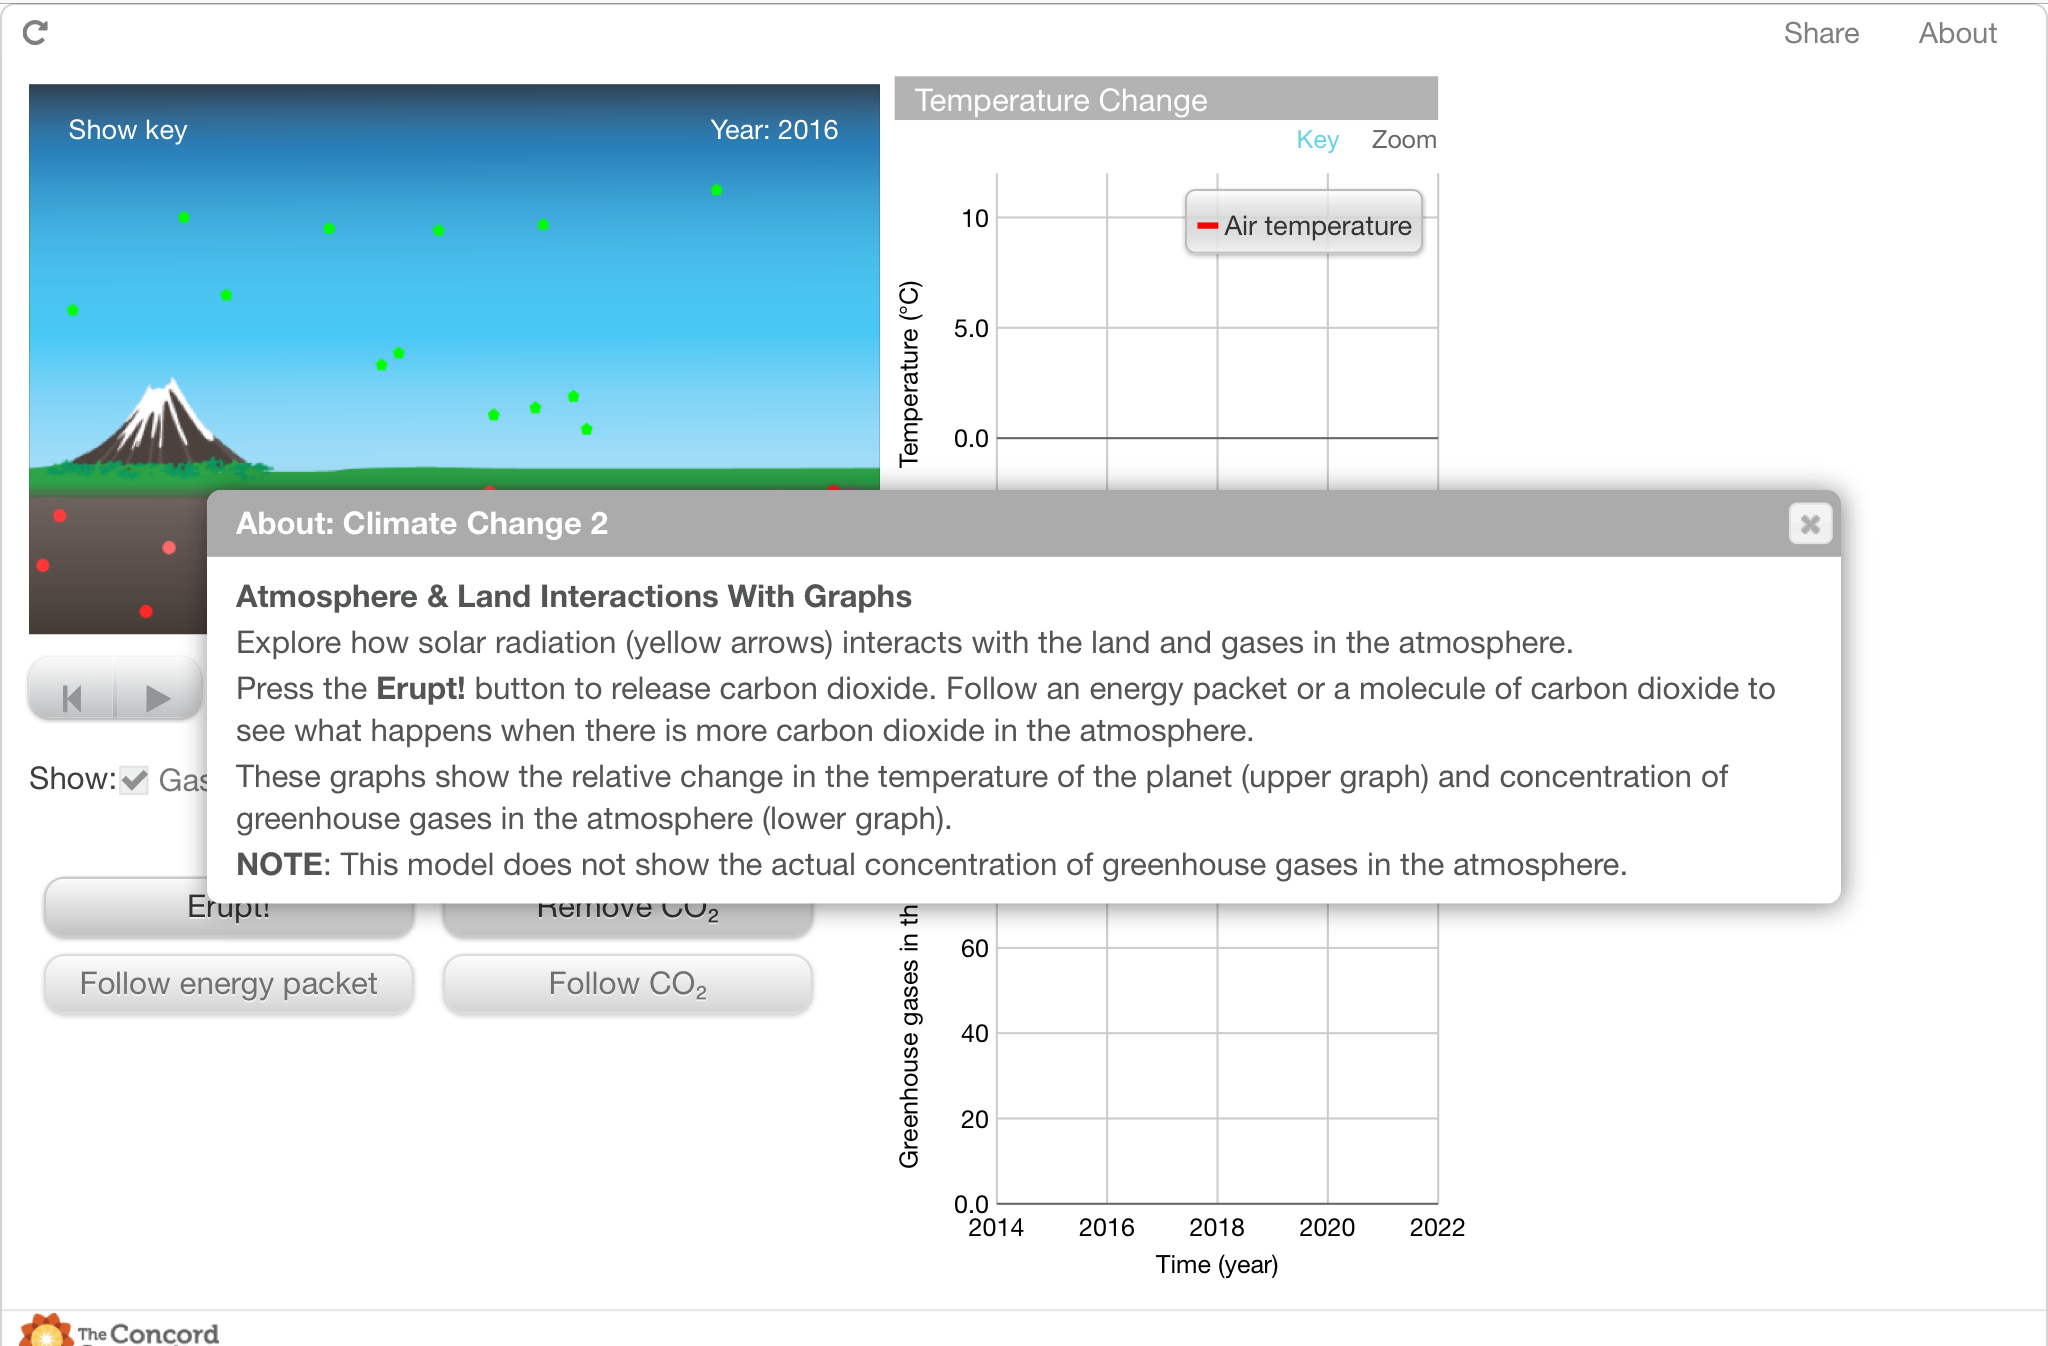 Share About
Show key
Year: 2016
Temperature Change
Key Zoom
Air temperature
10
5.0
0.0
Temperature (°C)
About: Climate Change 2
Atmosphere & Land Interactions With Graphs
Explore how solar radiation (yellow arrows) interacts with the land and gases in the atmosphere.
Press the Erupt! button to release carbon dioxide. Follow an energy packet or a molecule of carbon dioxide to
see what happens when there is more carbon dioxide in the atmosphere.
These graphs show the relative change in the temperature of the planet (upper graph) and concentration of
greenhouse gases in the atmosphere (lower graph).
NOTE: This model does not show the actual concentration of greenhouse gases in the atmosphere.
Show: Gas
Erupt!
Remove CO₂
Follow energy packet
Follow CO₂
Greenhouse gases in th
60
40
20
0.0
2014 2016 2018 2020 2022
Time (year)
The Concord